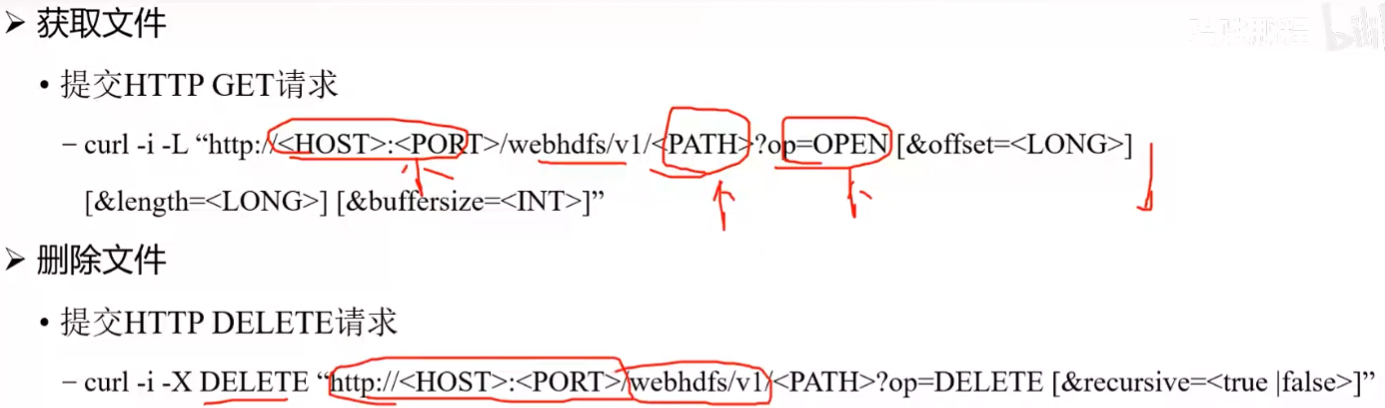 ➢ 获取文件
• 提交HTTP GET请求
– curl -i -L “http://<HOST>:<PORT>/webhdfs/v1/<PATH>?op=OPEN [&offset=<LONG>]
[&length=<LONG>] [&buffersize=<INT>]”
➢ 删除文件
• 提交HTTP DELETE请求
– curl -i -X DELETE “http://<HOST>:<PORT>/webhdfs/v1/<PATH>?op=DELETE [&recursive=<true |false>]”